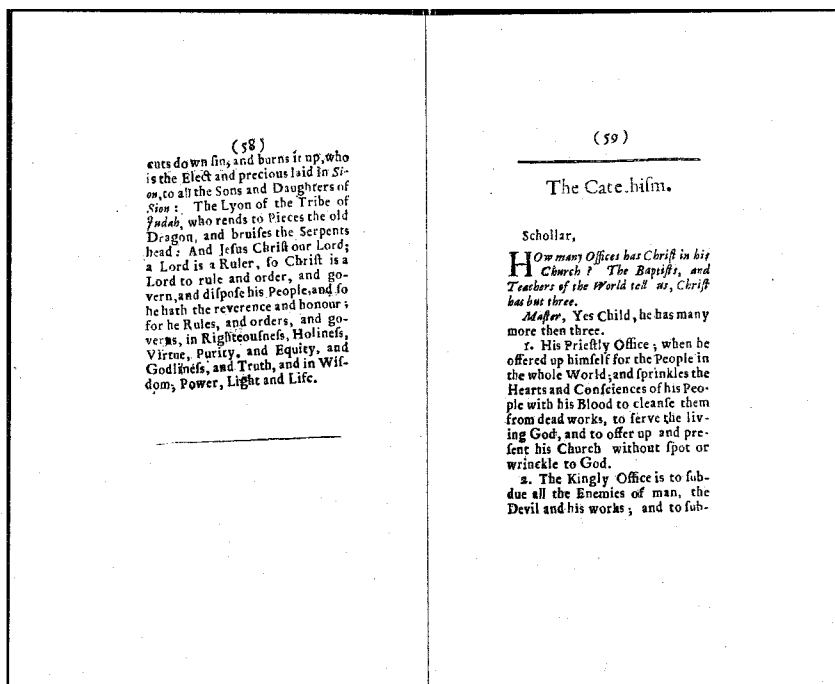 (58)
cuts down ſin, and burns it up, who
is the Elect and precious laid in Si-
on, to all the Sons and Daughters of
Sion : The Lyon of the Tribe of
Judah, who rends to Pieces the old
Dragon, and bruiſes the Serpents
head : And Jeſus Chriſt our Lord;
a Lord is a Ruler, ſo Chriſt is a
Lord to rule and order, and go-
vern, and diſpoſe his People, and ſo
he hath the reverence and honour ;
for he Rules, and orders, and go-
verns, in Righteouſneſs, Holineſs,
Virtue, Purity, and Equity, and
Godlineſs, and Truth, and in Wiſ-
dom, Power, Light and Life.
(59)
The Cate.hiſm.
Schollar,
HOw many Offices has Chriſt in his
Church ? The Baptiſts, and
Teachers of the World tell us, Chriſt
has but three.
Maſter, Yes Child, he has many
more then three.
1. His Prieſtly Office ; when he
offered up himſelf for the People in
the whole World ; and ſprinkles the
Hearts and Conſciences of his Peo-
ple with his Blood to cleanſe them
from dead works, to ſerve the liv-
ing God, and to offer up and pre-
ſent his Church without ſpot or
wrinckle to God.
2. The Kingly Office is to ſub-
due all the Enemies of man, the
Devil and his works ; and to ſub-